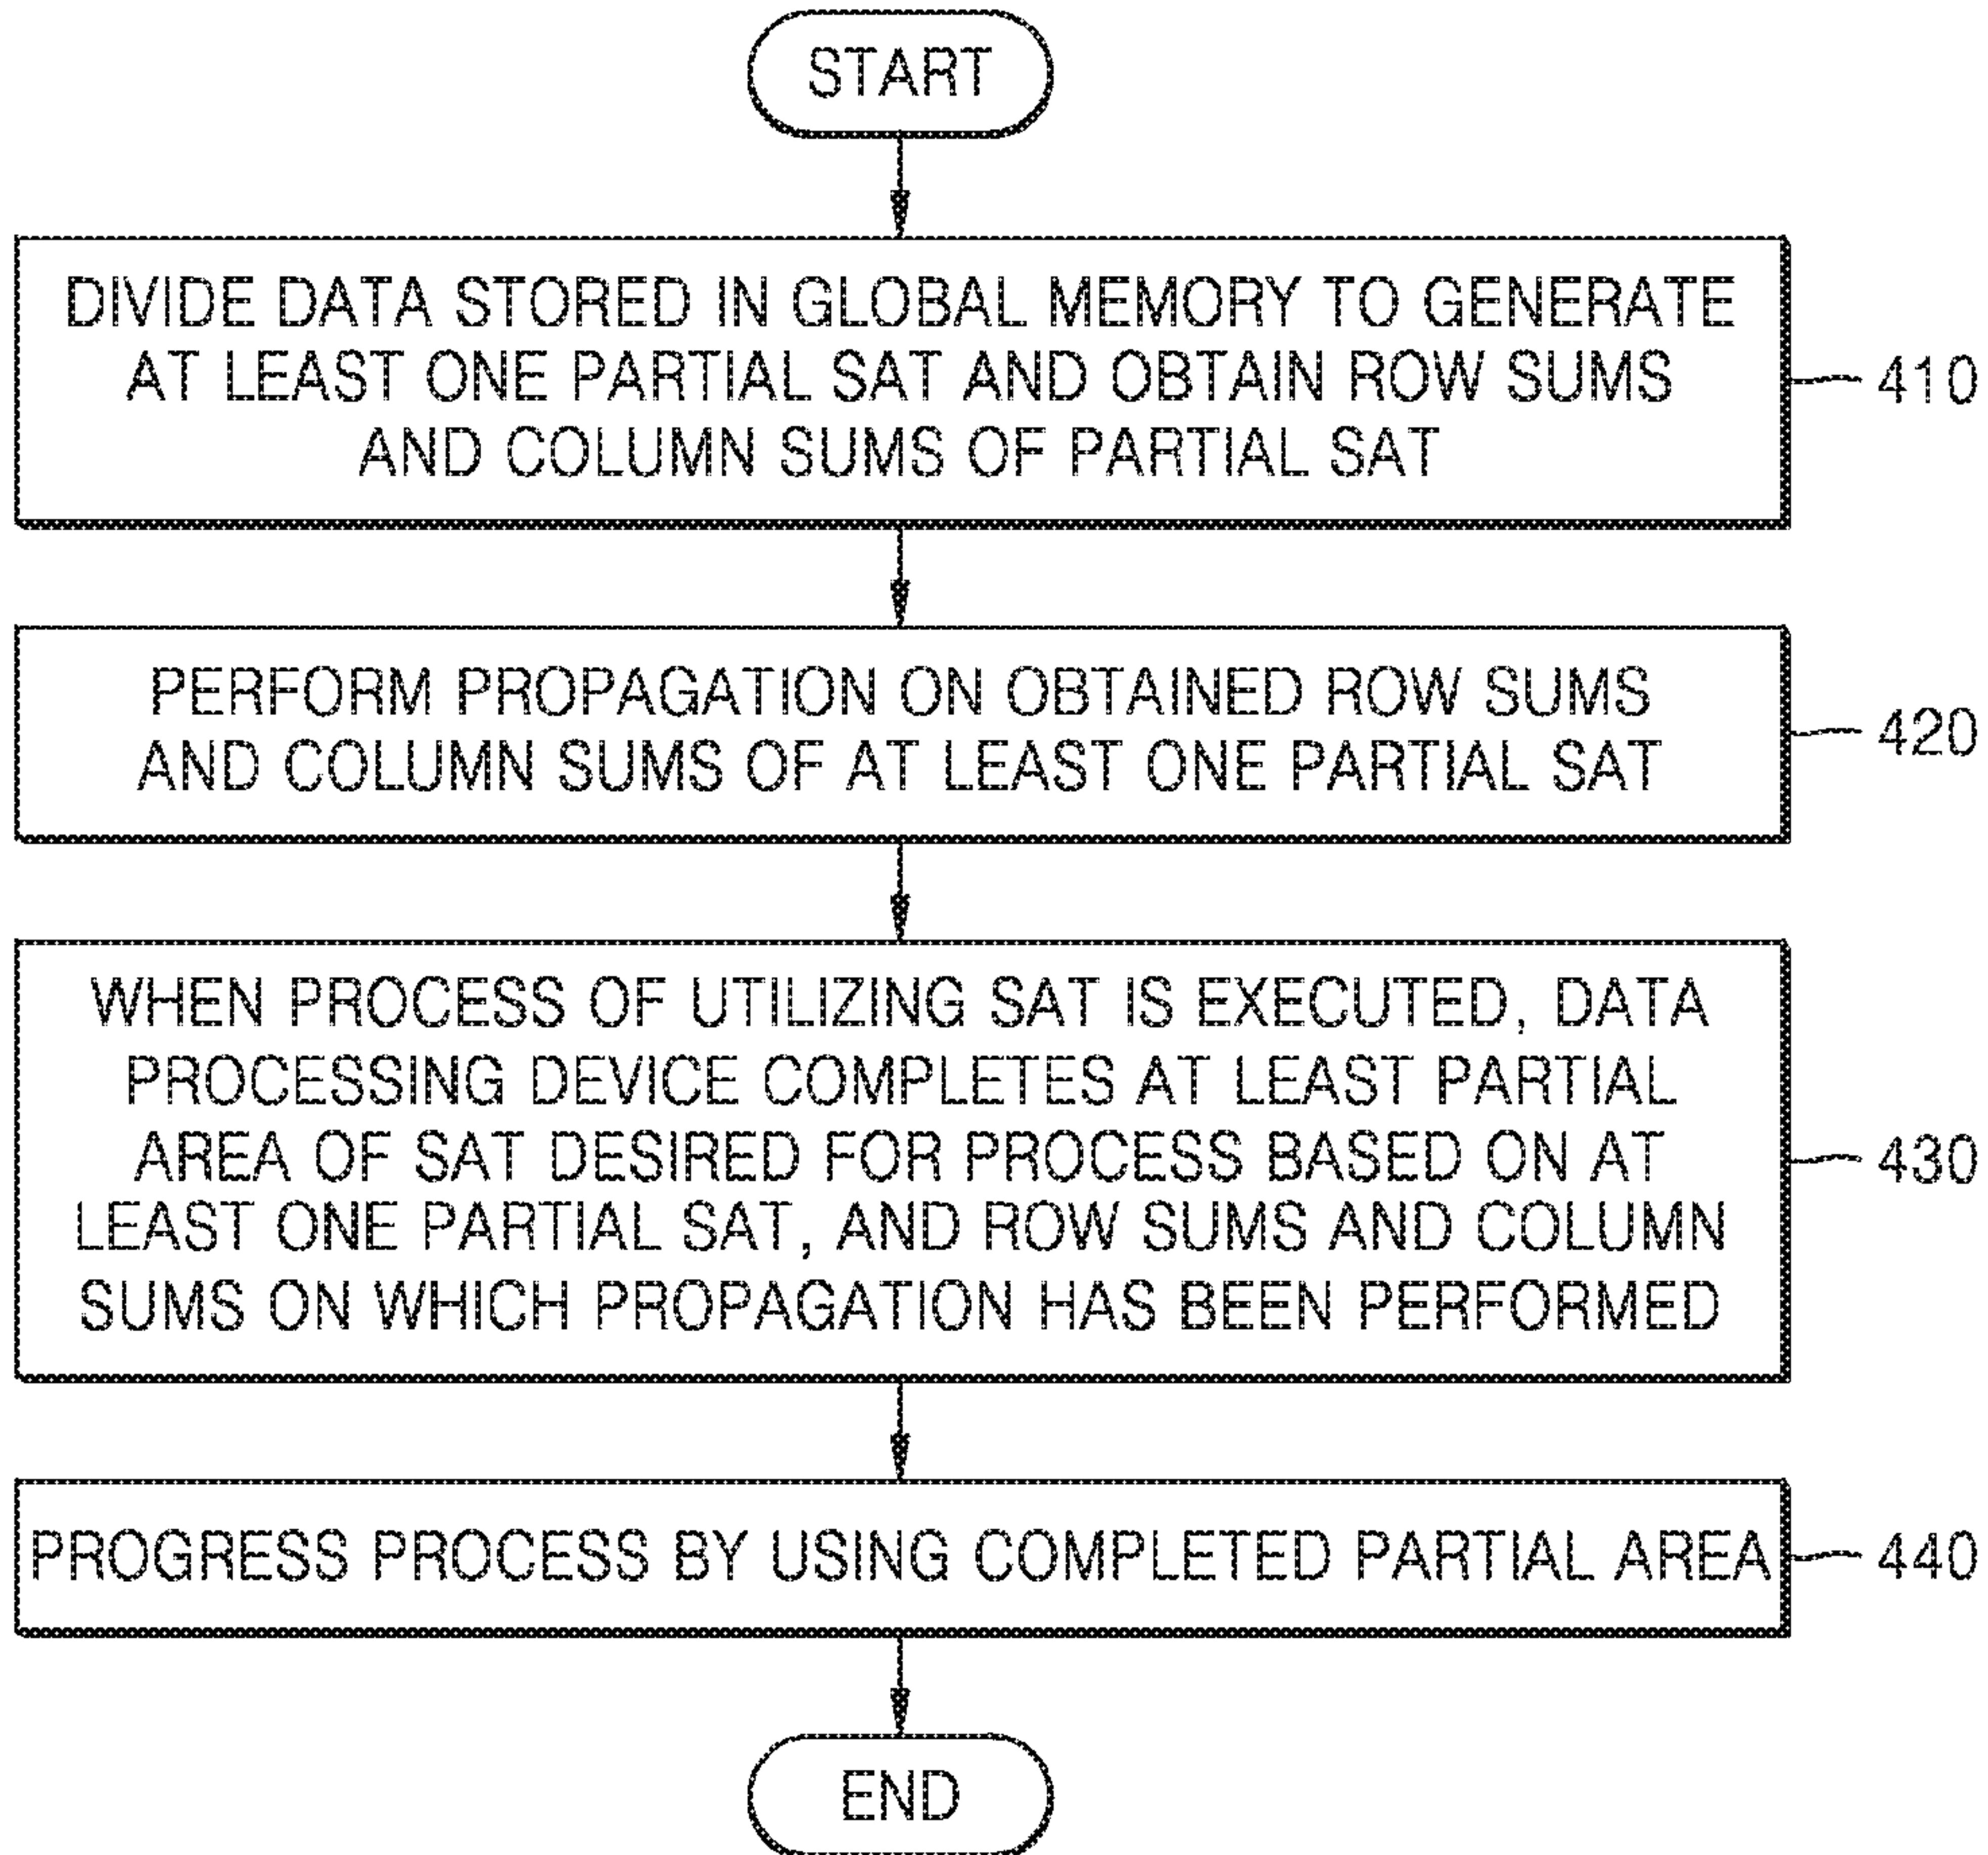 START
DIVIDE DATA STORED IN GLOBAL MEMORY TO GENERATE
AT LEAST ONE PARTIAL SAT AND OBTAIN ROW SUMS
AND COLUMN SUMS OF PARTIAL SAT
410
PERFORM PROPAGATION ON OBTAINED ROW SUMS
AND COLUMN SUMS OF AT LEAST ONE PARTIAL SAT
420
WHEN PROCESS OF UTILIZING SAT IS EXECUTED, DATA
PROCESSING DEVICE COMPLETES AT LEAST PARTIAL
AREA OF SAT DESIRED FOR PROCESS BASED ON AT
LEAST ONE PARTIAL SAT, AND ROW SUMS AND COLUMN
SUMS ON WHICH PROPAGATION HAS BEEN PERFORMED
430
PROGRESS PROCESS BY USING COMPLETED PARTIAL AREA
440
END